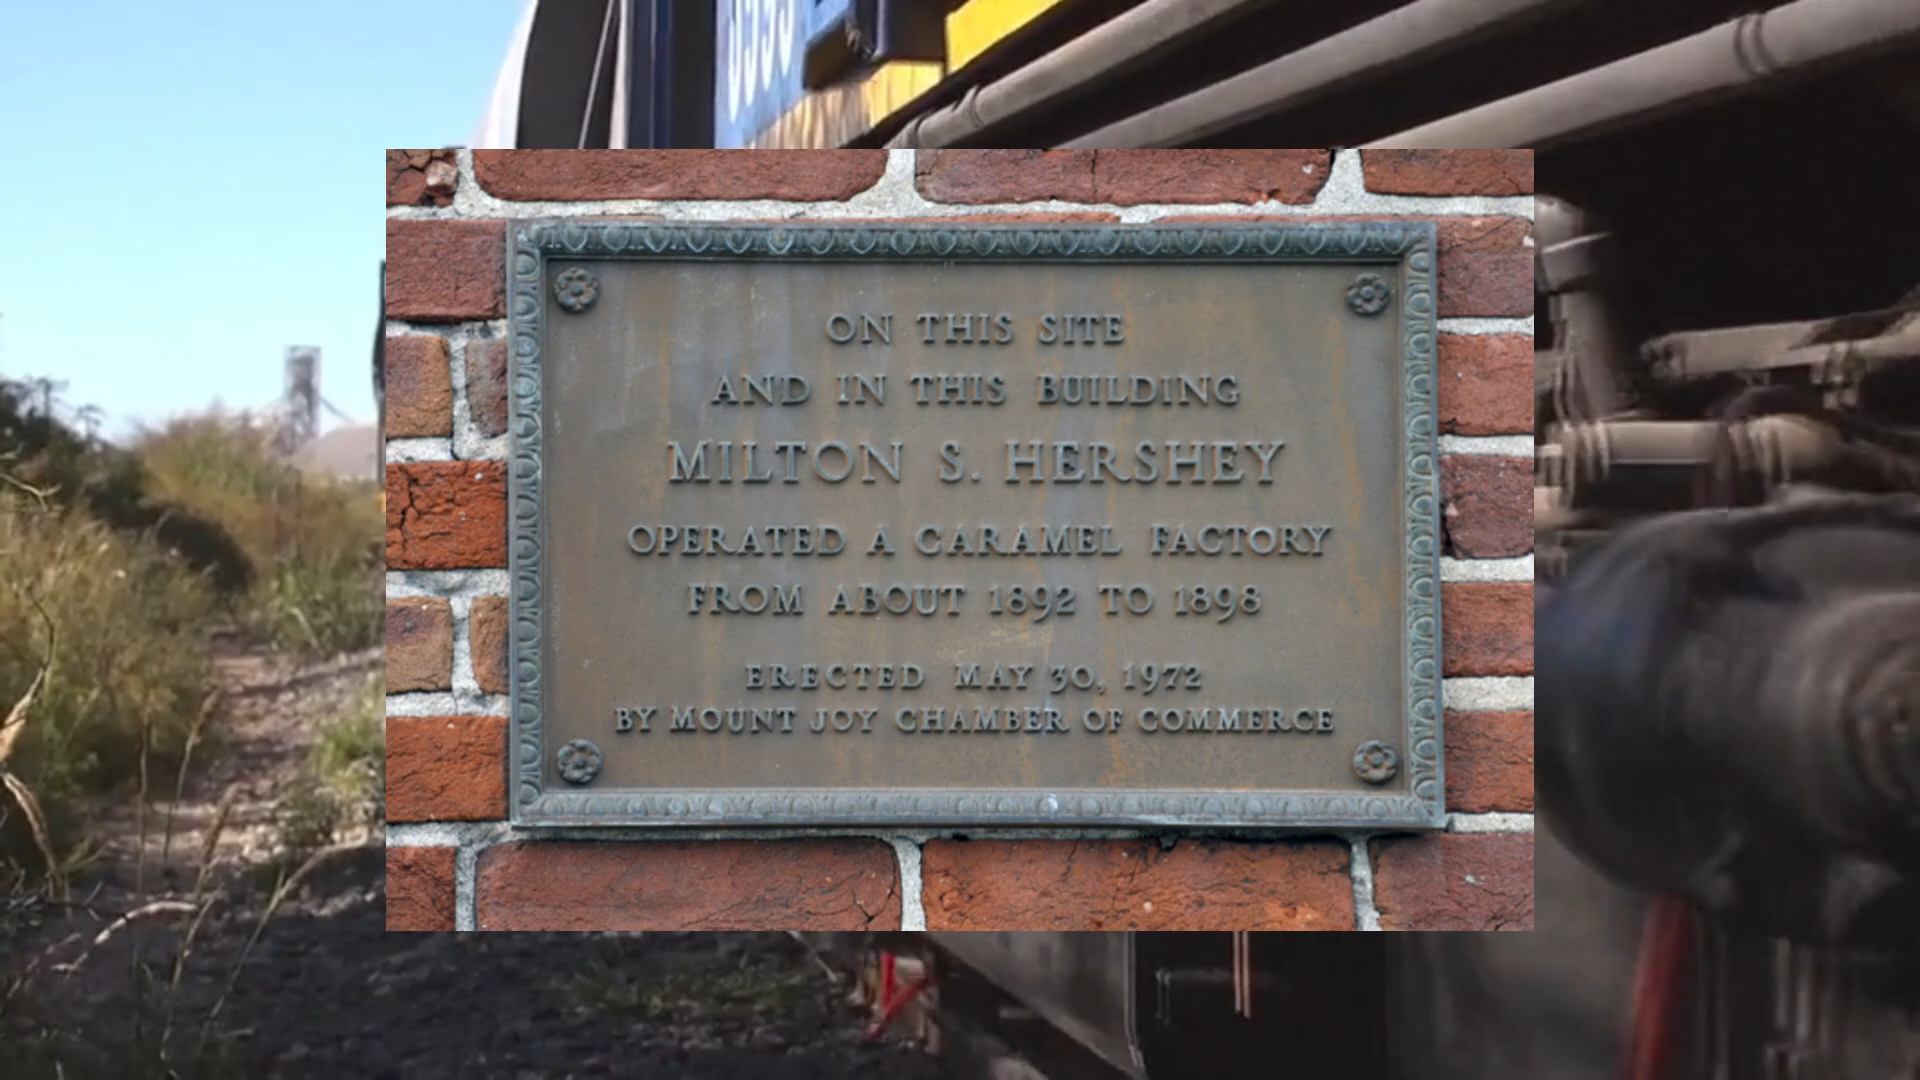 ON THIS SITE
AND IN THIS BUILDING
MILTON S. HERSHEY
OPERATED A CARAMEL FACTORY
FROM ABOUT 1892 TO 1898
ERECTED MAY 30, 1972
BY MOUNT JOY CHAMBER OF COMMERCE